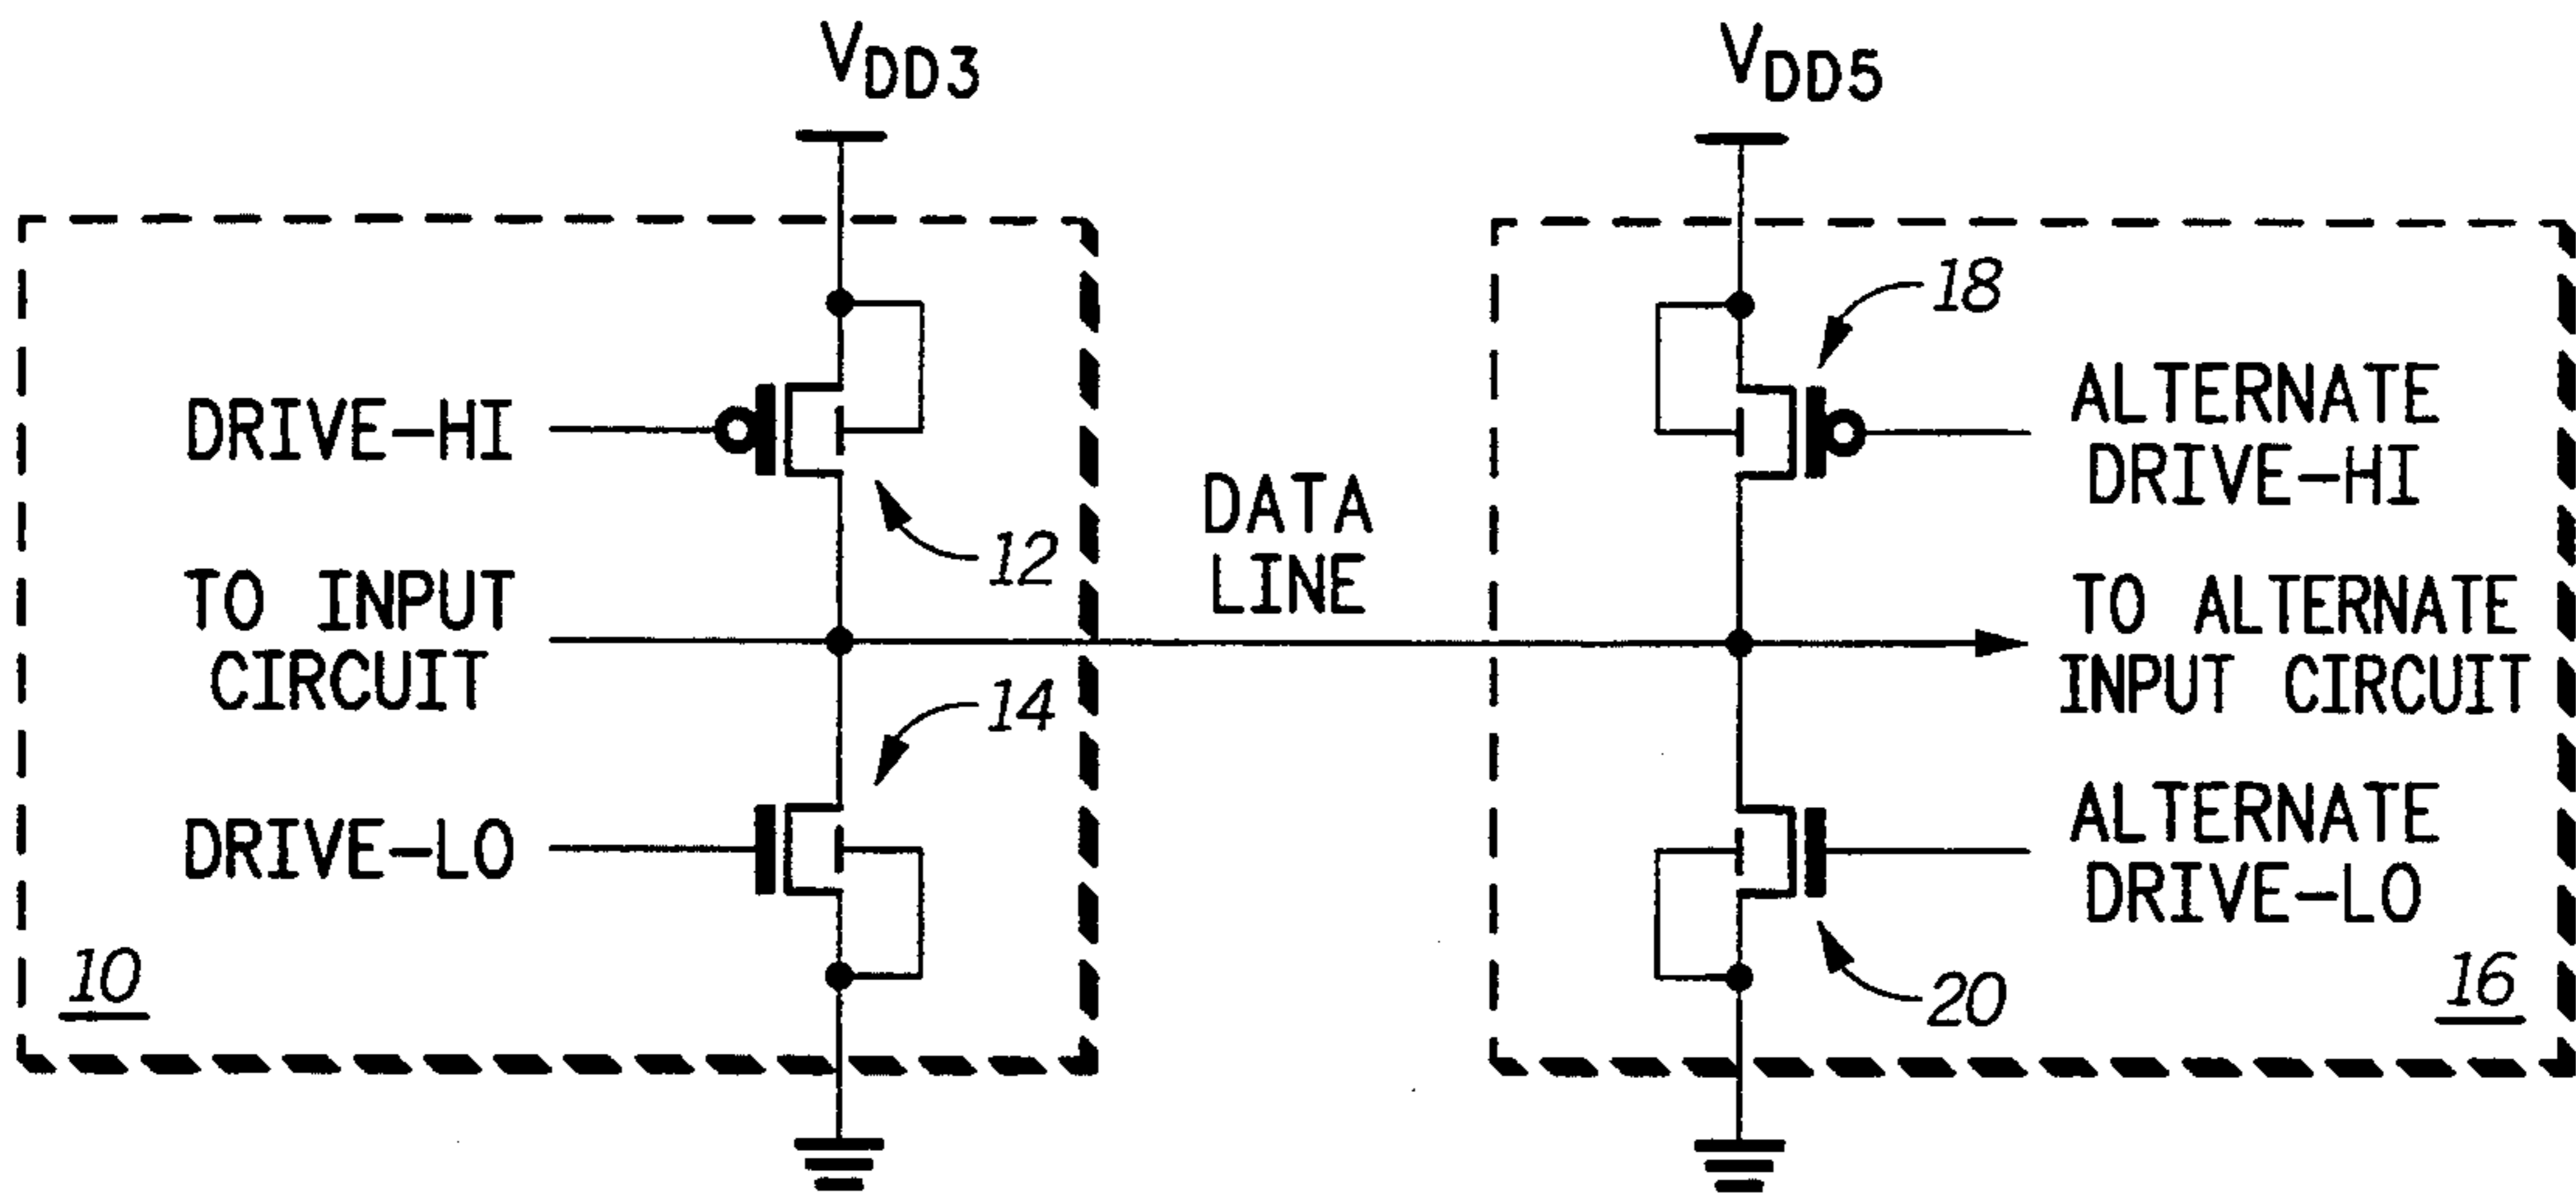 VDD3
VDD5
18
DRIVE-HI
ALTERNATE
DRIVE-HI
12
DATA
LINE
TO INPUT
CIRCUIT
TO ALTERNATE
INPUT CIRCUIT
14
DRIVE-LO
ALTERNATE
DRIVE-LO
10
20
16